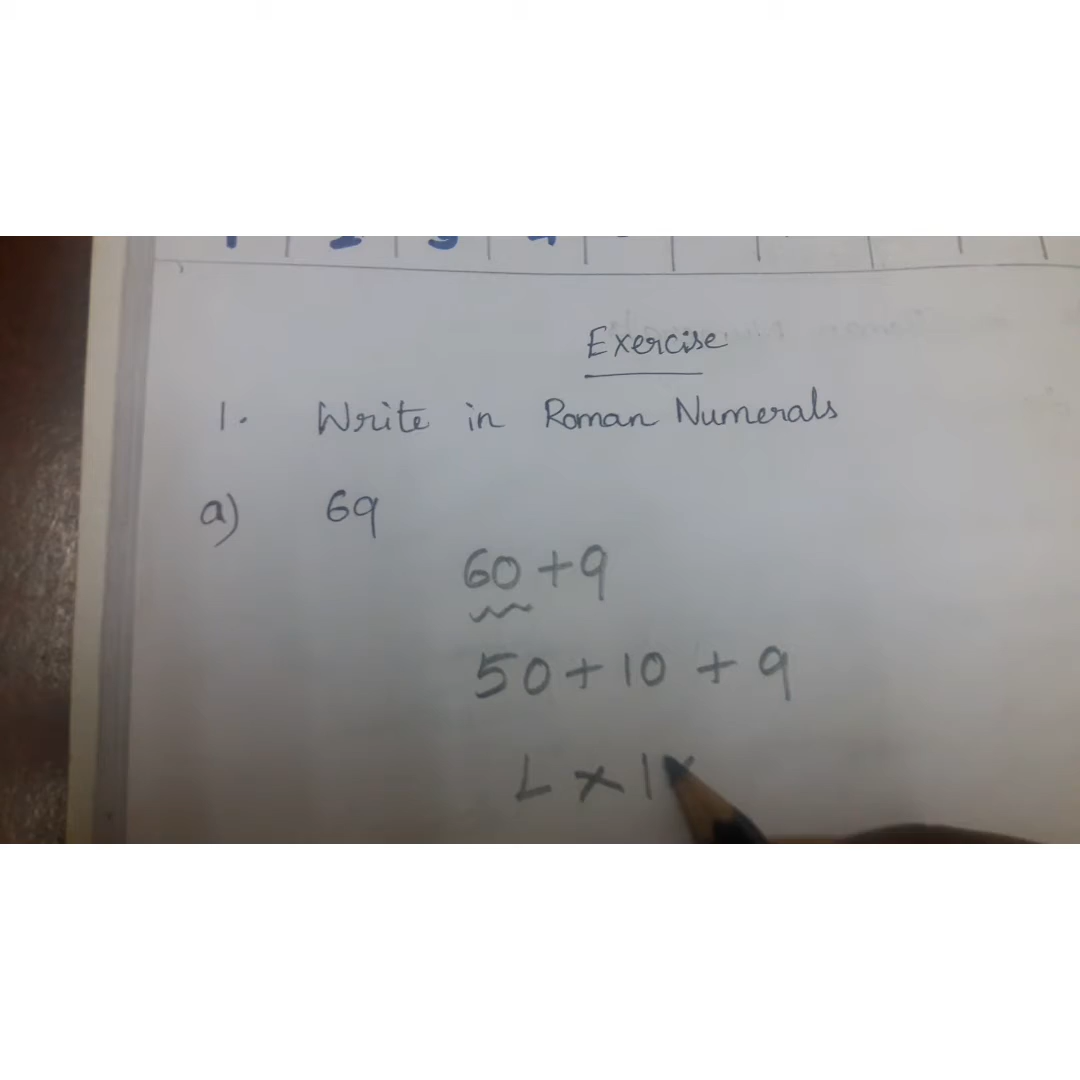 Exercise
1. Write in Roman Numerals
a) 69
60 + 9
50 + 10 + 9
L X I